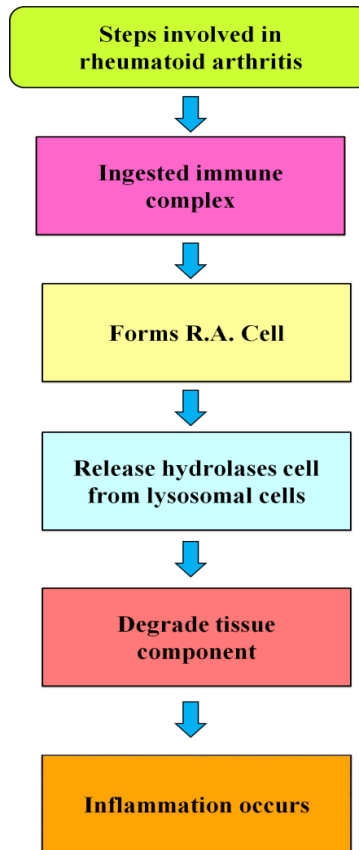 Steps involved in
rheumatoid arthritis
Ingested immune
complex
Forms R.A. Cell
Release hydrolases cell
from lysosomal cells
Degrade tissue
component
Inflammation occurs